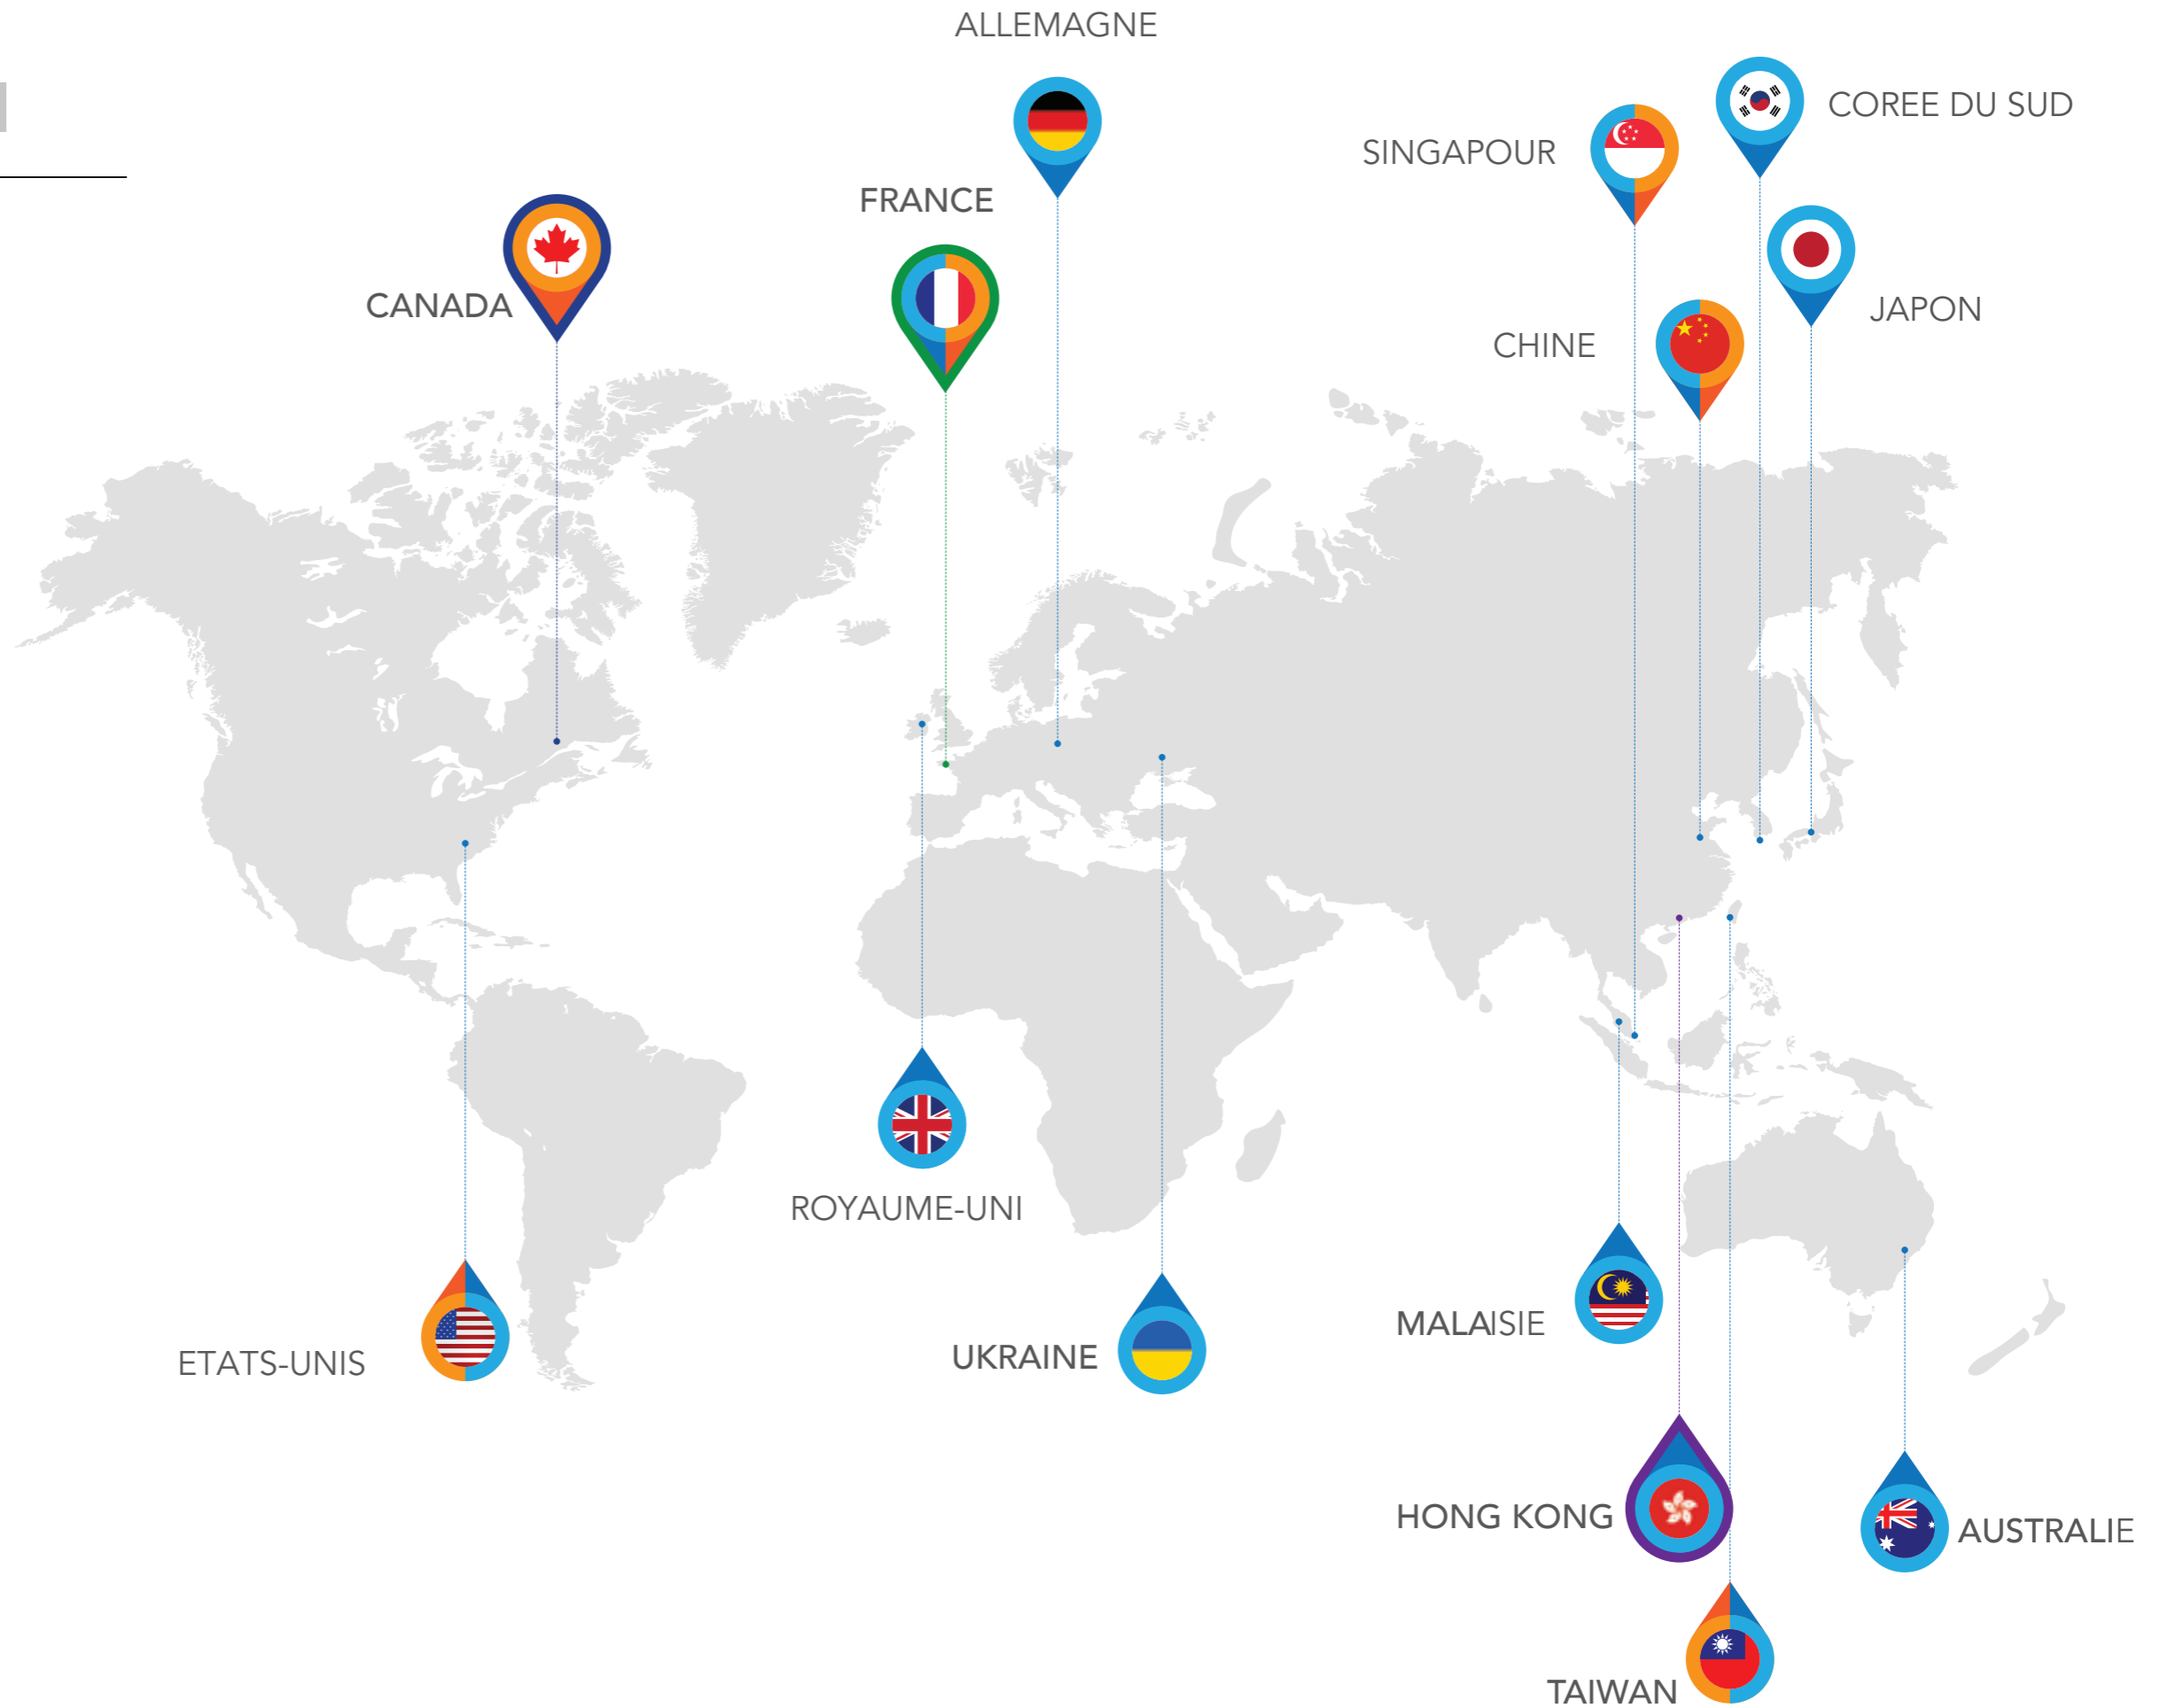 ALLEMAGNE
COREE DU SUD
SINGAPOUR
FRANCE
CANADA
JAPON
CHINE
ROYAUME-UNI
MALAISIE
UKRAINE
ETATS-UNIS
HONG KONG
AUSTRALIE
TAIWAN